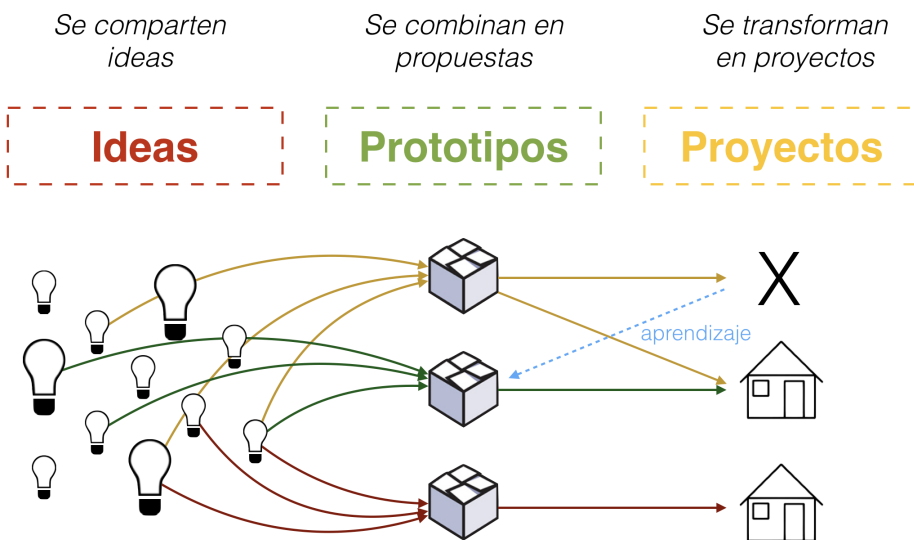 Se comparten
ideas
Se combinan en
propuestas
Se transforman
en proyectos
Ideas
Prototipos
Proyectos
X
aprendizaje